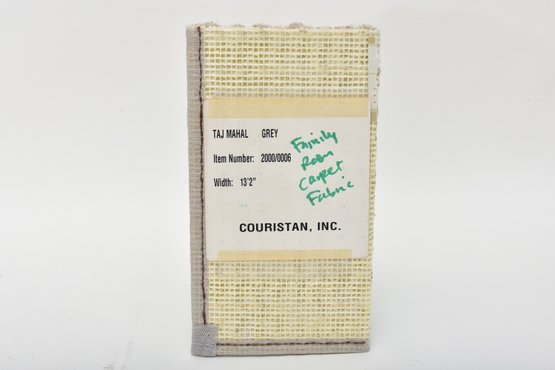 TAJ MAHAL GREY
Item Number: 2000/0006
Width: 13'2"
Family
Room
Carpet
Fabric
COURISTAN, INC.